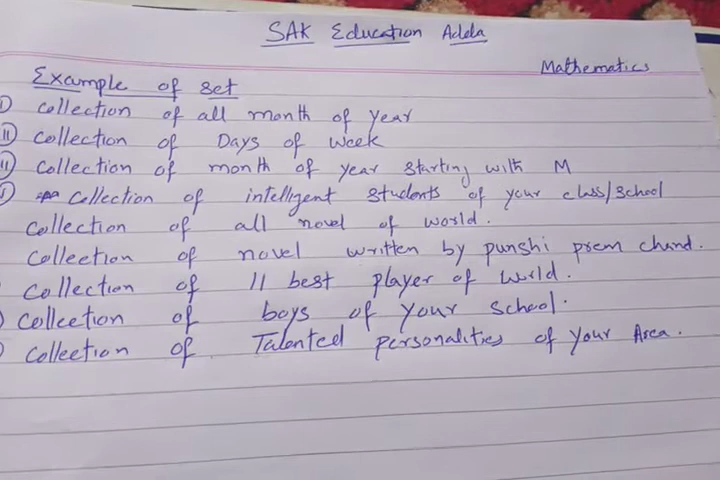 SAK Education Adda
Mathematics
Example of set
i) Collection of all month of year
ii) Collection of Days of Week
ii) Collection of month of year starting with M
Collection of intelligent students of your class/school
Collection of all novel of world.
Collection of novel written by punshi prem chand.
Collection of 11 best player of world.
Collection of boys of your school.
Collection of Talented personalities of your Area.